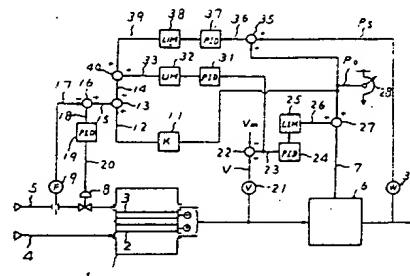 39 38 37 36 35 Ps
LIM PID
40 33 32 31 Po
LIM PID
17 16 14 25 26 28
13 LIM
18 15 12 11 Vm 27
PID K 22 PID 24
19 20 23
V 7 6
9 8 V 21
F W 3
5 3
4 2
1